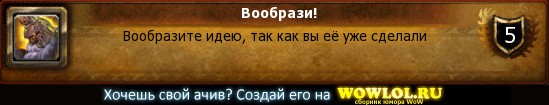 Вообрази!
Вообразите идею, так как вы её уже сделали
5
Хочешь свой ачив? Создай его на WOWLOL.RU
сборник юмора WoW